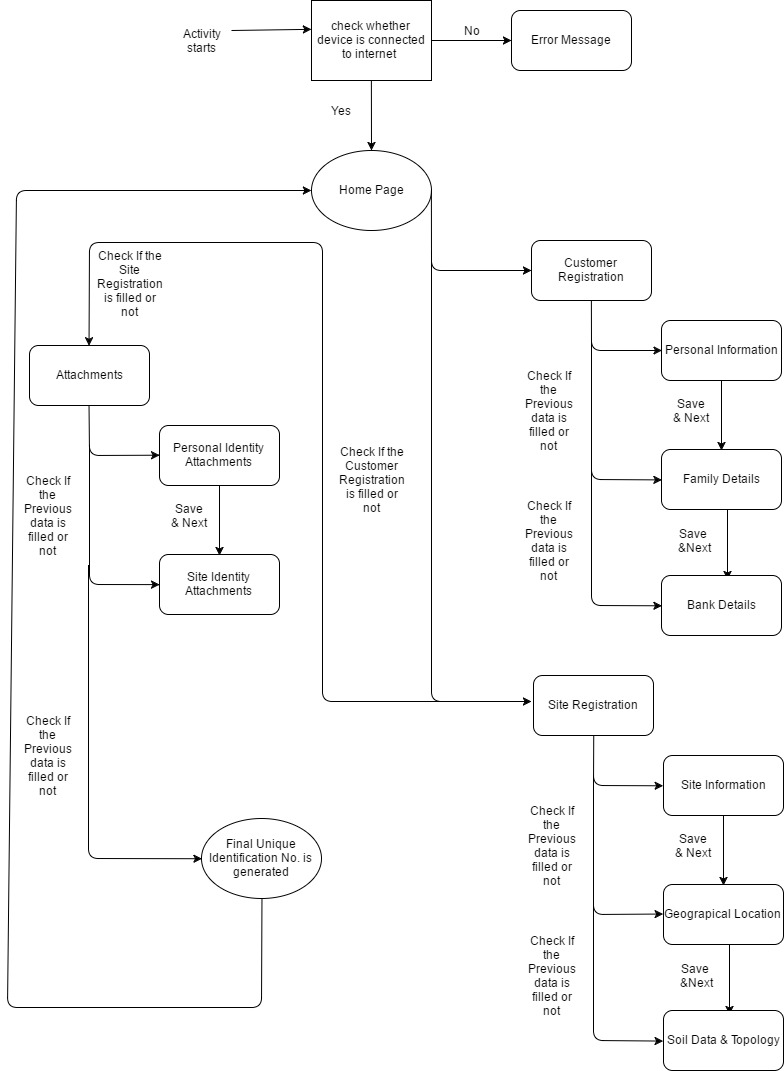 Activity
starts
check whether
device is connected
to internet
No
Error Message
Yes
Home Page
Check If the
Site
Registration
is filled or
not
Customer
Registration
Attachments
Personal Information
Check If
the
Previous
data is
filled or
not
Save
& Next
Personal Identity
Attachments
Check If the
Customer
Registration
is filled or
not
Family Details
Check If
the
Previous
data is
filled or
not
Save
& Next
Check If
the
Previous
data is
filled or
not
Save
&Next
Site Identity
Attachments
Bank Details
Site Registration
Check If
the
Previous
data is
filled or
not
Site Information
Check If
the
Previous
data is
filled or
not
Save
& Next
Final Unique
Identification No. is
generated
Geograpical Location
Check If
the
Previous
data is
filled or
not
Save
&Next
Soil Data & Topology